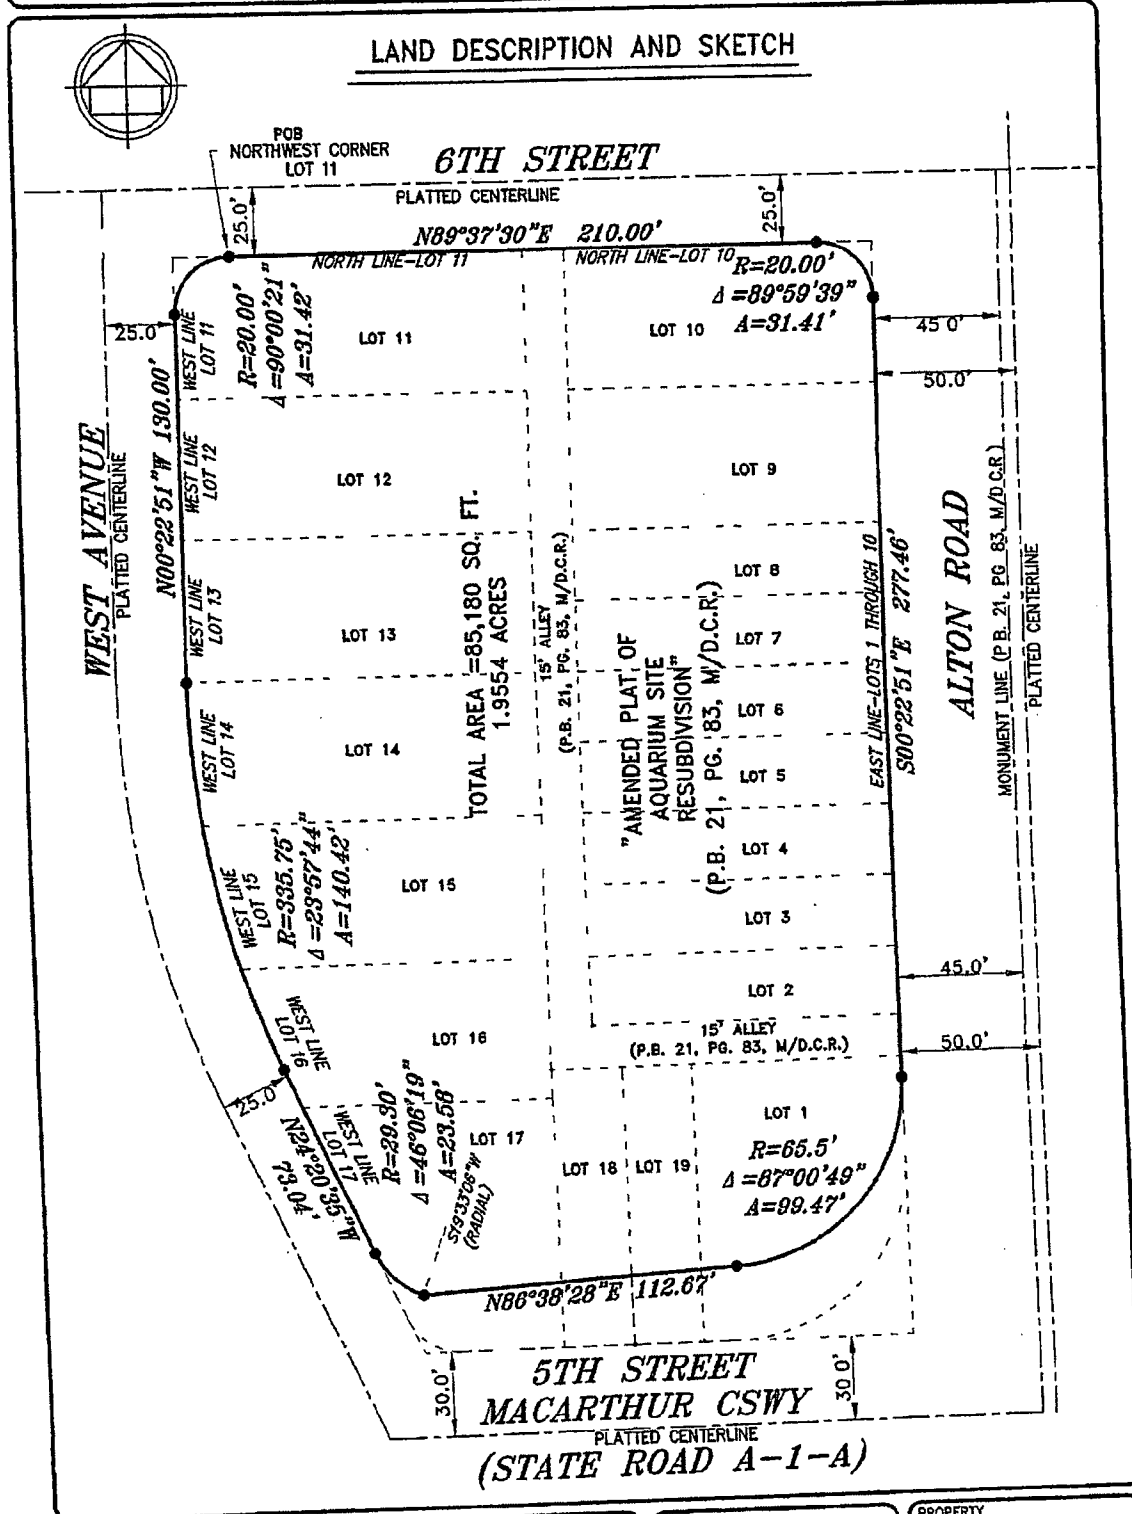 LAND DESCRIPTION AND SKETCH
POB
NORTHWEST CORNER
LOT 11
6TH STREET
PLATTED CENTERLINE
25.0'
25.0'
N89°37'30"E 210.00'
NORTH LINE-LOT 11
NORTH LINE-LOT 10
R=20.00'
Δ=89°59'39"
A=31.41'
R=20.00'
Δ=90°00'21"
A=31.42'
25.0'
WEST LINE
LOT 11
LOT 11
LOT 10
45 0'
50.0'
N00°22'51"W 130.00'
WEST AVENUE
PLATTED CENTERLINE
WEST LINE
LOT 12
LOT 12
LOT 9
WEST LINE
LOT 13
LOT 13
LOT 8
LOT 7
LOT 6
LOT 5
LOT 4
LOT 3
LOT 2
TOTAL AREA =85,180 SQ. FT.
1.9554 ACRES
15' ALLEY
(P.B. 21, PG. 83, M/D.C.R.)
"AMENDED PLAT OF
AQUARIUM SITE
RESUBDIVISION"
(P.B. 21, PG. 83, M/D.C.R.)
EAST LINE-LOTS 1 THROUGH 10
S00°22'51"E 277.46'
ALTON ROAD
MONUMENT LINE (P B. 21, PG 83, M/D.C.R.)
PLATTED CENTERLINE
WEST LINE
LOT 14
LOT 14
WEST LINE
LOT 15
R=335.75'
Δ=23°57'44"
A=140.42'
LOT 15
45.0'
15' ALLEY
(P.B. 21, PG. 83, M/D.C.R.)
50.0'
WEST LINE
LOT 16
LOT 16
25.0'
N24°20'35"W
73.04'
WEST LINE
LOT 17
R=29.30'
Δ=46°06'19"
A=23.58'
LOT 17
S19°33'06"W
(RADIAL)
LOT 18
LOT 19
LOT 1
R=65.5'
Δ=87°00'49"
A=99.47'
N86°38'28"E 112.67'
30.0'
30 0'
5TH STREET
MACARTHUR CSWY
PLATTED CENTERLINE
(STATE ROAD A-1-A)
PROPERTY